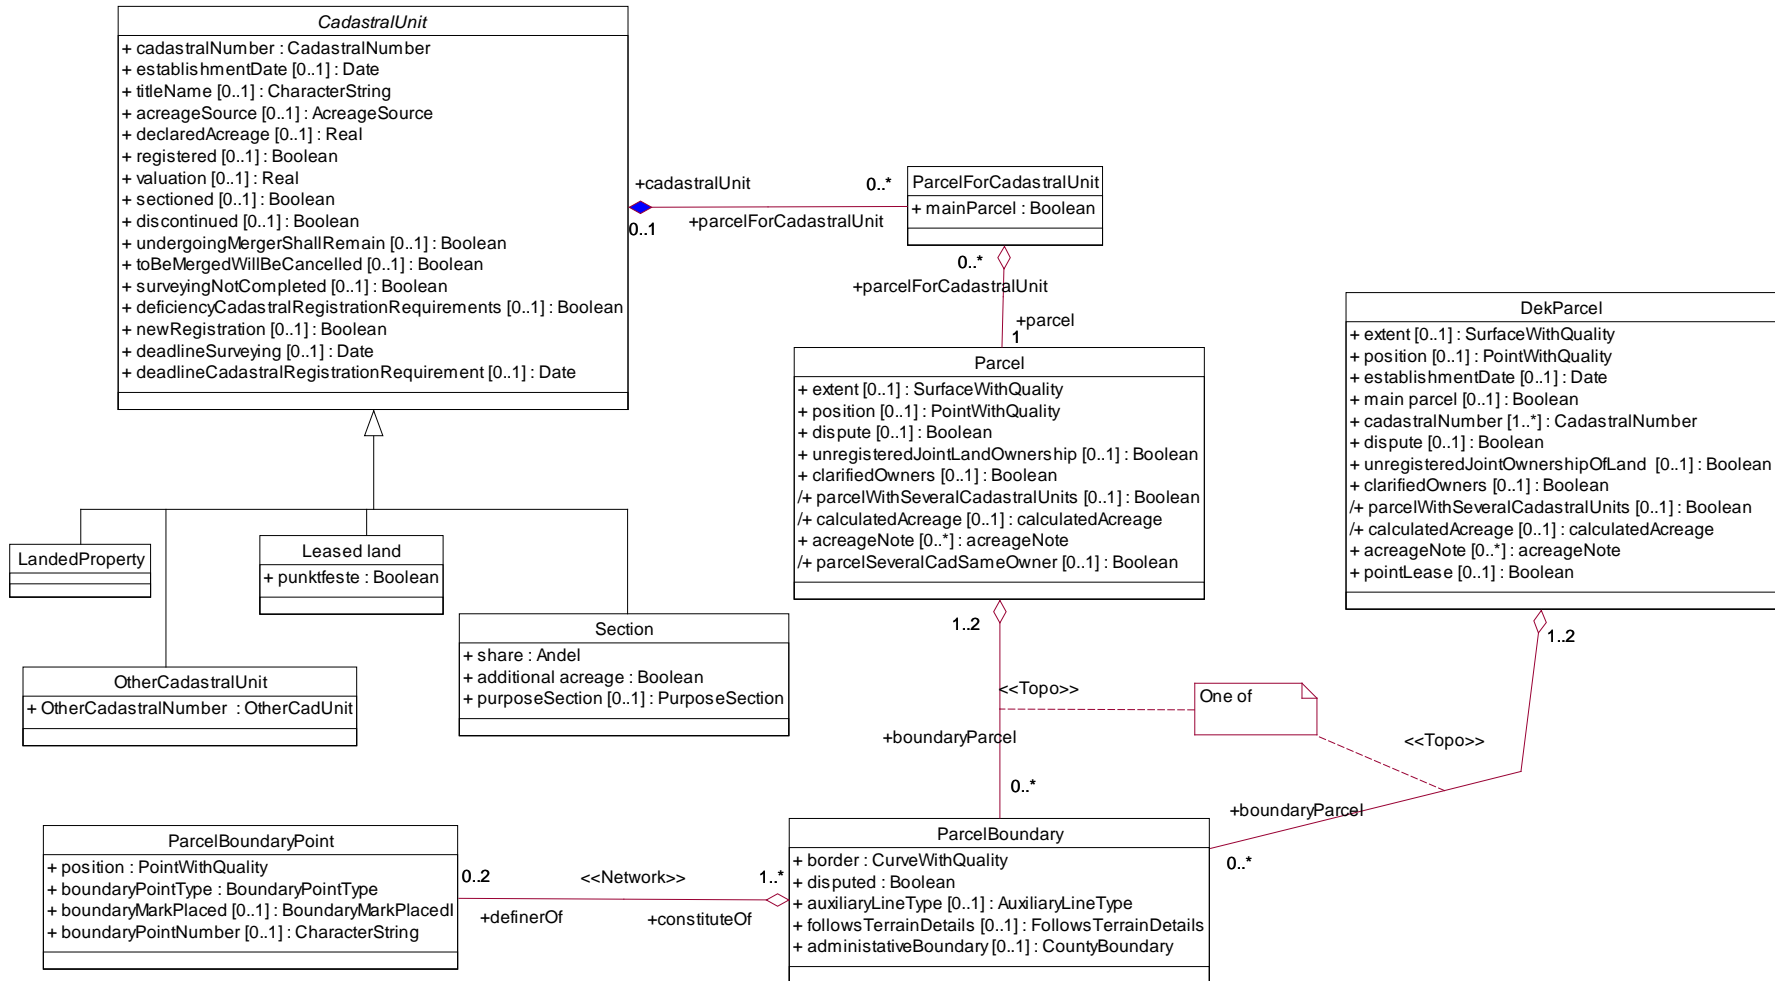 CadastralUnit
+ cadastralNumber : CadastralNumber
+ establishmentDate [0..1] : Date
+ titleName [0..1] : CharacterString
+ acreageSource [0..1] : AcreageSource
+ declaredAcreage [0..1] : Real
+ registered [0..1] : Boolean
+ valuation [0..1] : Real
+ sectioned [0..1] : Boolean
+ discontinued [0..1] : Boolean
+ undergoingMergerShallRemain [0..1] : Boolean
+ toBeMergedWillBeCancelled [0..1] : Boolean
+ surveyingNotCompleted [0..1] : Boolean
+ deficiencyCadastralRegistrationRequirements [0..1] : Boolean
+ newRegistration [0..1] : Boolean
+ deadlineSurveying [0..1] : Date
+ deadlineCadastralRegistrationRequirement [0..1] : Date
+cadastralUnit
0..*
0..1
+parcelForCadastralUnit
ParcelForCadastralUnit
+ mainParcel : Boolean
0..*
+parcelForCadastralUnit
+parcel
1
Parcel
+ extent [0..1] : SurfaceWithQuality
+ position [0..1] : PointWithQuality
+ dispute [0..1] : Boolean
+ unregisteredJointLandOwnership [0..1] : Boolean
+ clarifiedOwners [0..1] : Boolean
/+ parcelWithSeveralCadastralUnits [0..1] : Boolean
/+ calculatedAcreage [0..1] : calculatedAcreage
+ acreageNote [0..*] : acreageNote
/+ parcelSeveralCadSameOwner [0..1] : Boolean
DekParcel
+ extent [0..1] : SurfaceWithQuality
+ position [0..1] : PointWithQuality
+ establishmentDate [0..1] : Date
+ main parcel [0..1] : Boolean
+ cadastralNumber [1..*] : CadastralNumber
+ dispute [0..1] : Boolean
+ unregisteredJointOwnershipOfLand [0..1] : Boolean
+ clarifiedOwners [0..1] : Boolean
/+ parcelWithSeveralCadastralUnits [0..1] : Boolean
/+ calculatedAcreage [0..1] : calculatedAcreage
+ acreageNote [0..*] : acreageNote
+ pointLease [0..1] : Boolean
LandedProperty
Leased land
+ punktfeste : Boolean
Section
+ share : Andel
+ additional acreage : Boolean
+ purposeSection [0..1] : PurposeSection
OtherCadastralUnit
+ OtherCadastralNumber : OtherCadUnit
1..2
<<Topo>>
+boundaryParcel
0..*
One of
1..2
<<Topo>>
+boundaryParcel
0..*
ParcelBoundaryPoint
+ position : PointWithQuality
+ boundaryPointType : BoundaryPointType
+ boundaryMarkPlaced [0..1] : BoundaryMarkPlacedI
+ boundaryPointNumber [0..1] : CharacterString
0..2
<<Network>>
1..*
+definerOf
+constituteOf
ParcelBoundary
+ border : CurveWithQuality
+ disputed : Boolean
+ auxiliaryLineType [0..1] : AuxiliaryLineType
+ followsTerrainDetails [0..1] : FollowsTerrainDetails
+ administativeBoundary [0..1] : CountyBoundary